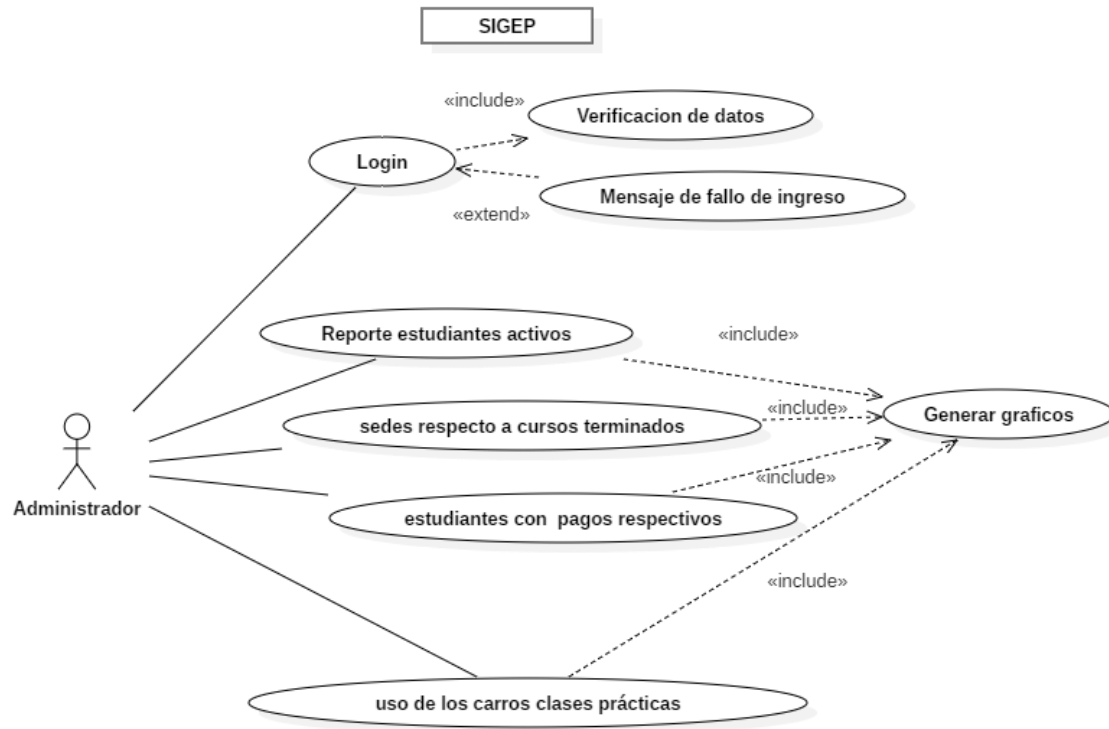 SIGEP
«include»
Verificacion de datos
Login
Mensaje de fallo de ingreso
«extend»
Reporte estudiantes activos
«include»
sedes respecto a cursos terminados
«include»
Generar graficos
Administrador
«include»
estudiantes con  pagos respectivos
«include»
uso de los carros clases prácticas